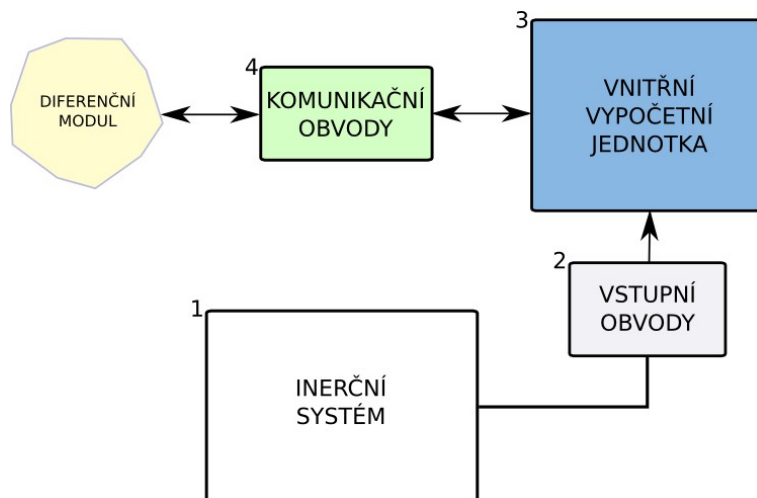 4
3
DIFERENČNÍ
MODUL
KOMUNIKAČNÍ
OBVODY
VNITŘNÍ
VYPOČETNÍ
JEDNOTKA
2
VSTUPNÍ
OBVODY
1
INERČNÍ
SYSTÉM